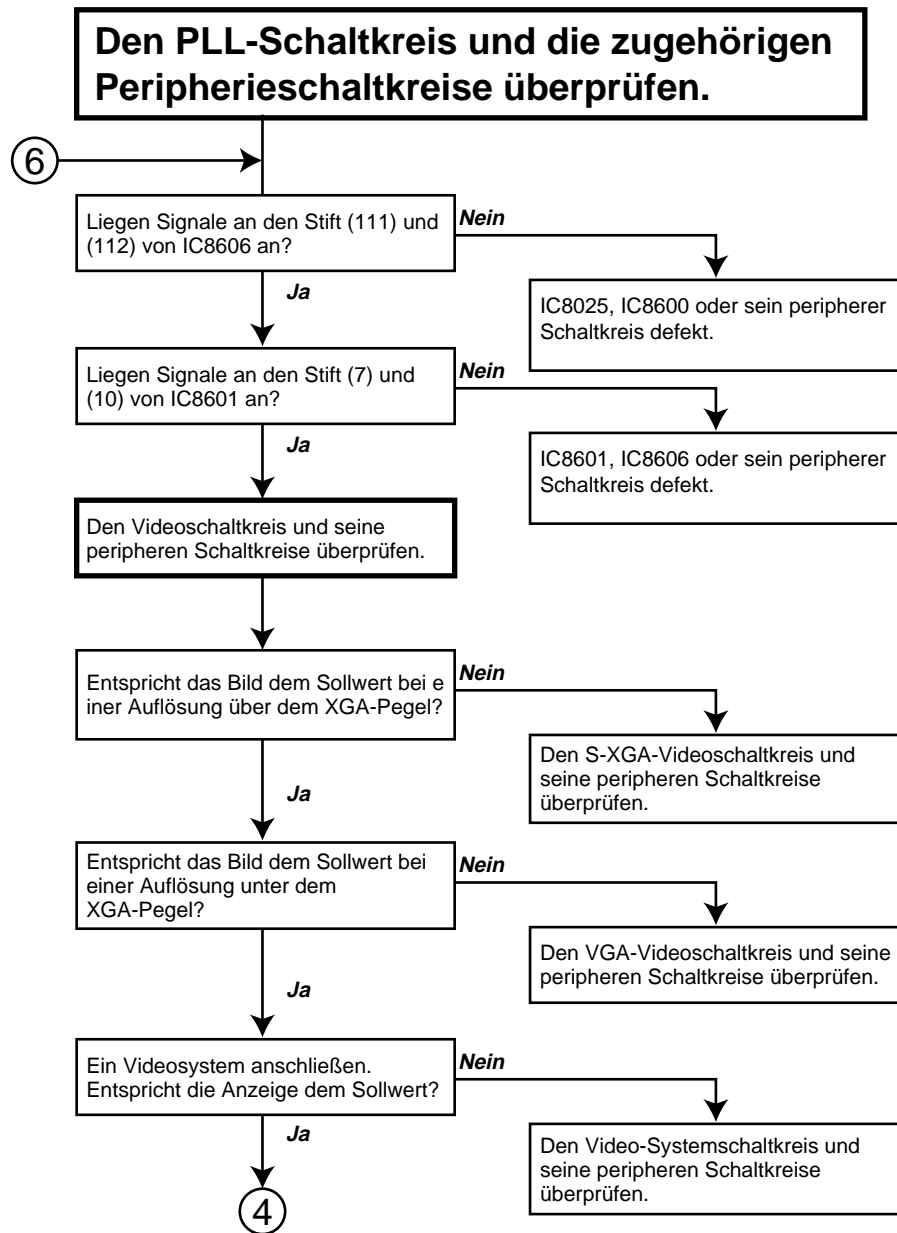 Den PLL-Schaltkreis und die zugehörigen
Peripherieschaltkreise überprüfen.
6
Liegen Signale an den Stift (111) und
(112) von IC8606 an?
Nein
Ja
IC8025, IC8600 oder sein peripherer
Schaltkreis defekt.
Liegen Signale an den Stift (7) und
(10) von IC8601 an?
Nein
Ja
IC8601, IC8606 oder sein peripherer
Schaltkreis defekt.
Den Videoschaltkreis und seine
peripheren Schaltkreise überprüfen.
Entspricht das Bild dem Sollwert bei e
iner Auflösung über dem XGA-Pegel?
Nein
Ja
Den S-XGA-Videoschaltkreis und
seine peripheren Schaltkreise
überprüfen.
Entspricht das Bild dem Sollwert bei
einer Auflösung unter dem
XGA-Pegel?
Nein
Ja
Den VGA-Videoschaltkreis und seine
peripheren Schaltkreise überprüfen.
Ein Videosystem anschließen.
Entspricht die Anzeige dem Sollwert?
Nein
Ja
Den Video-Systemschaltkreis und
seine peripheren Schaltkreise
überprüfen.
4